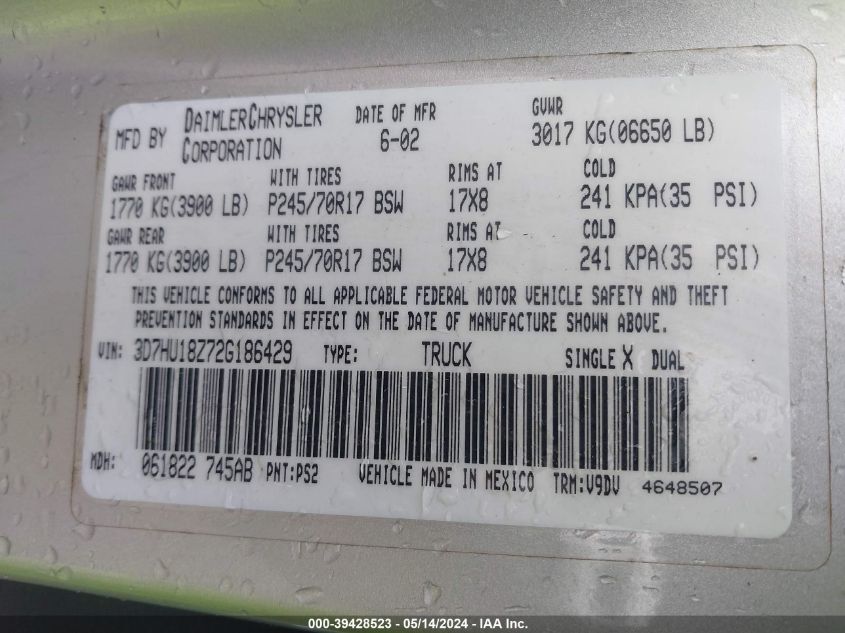 MFD BY DAIMLERCHRYSLER CORPORATION DATE OF MFR 6-02 GVWR 3017 KG(06650 LB)
GAWR FRONT WITH TIRES RIMS AT COLD
1770 KG(3900 LB) P245/70R17 BSW 17X8 241 KPA(35 PSI)
GAWR REAR WITH TIRES RIMS AT COLD
1770 KG(3900 LB) P245/70R17 BSW 17X8 241 KPA(35 PSI)
THIS VEHICLE CONFORMS TO ALL APPLICABLE FEDERAL MOTOR VEHICLE SAFETY AND THEFT
PREVENTION STANDARDS IN EFFECT ON THE DATE OF MANUFACTURE SHOWN ABOVE.
VIN: 3D7HU18Z72G186429 TYPE: TRUCK SINGLE X DUAL
MDH: 061822 745AB PNT:PS2 VEHICLE MADE IN MEXICO TRM:V9DV 4648507
000-39428523 - 05/14/2024 - IAA Inc.